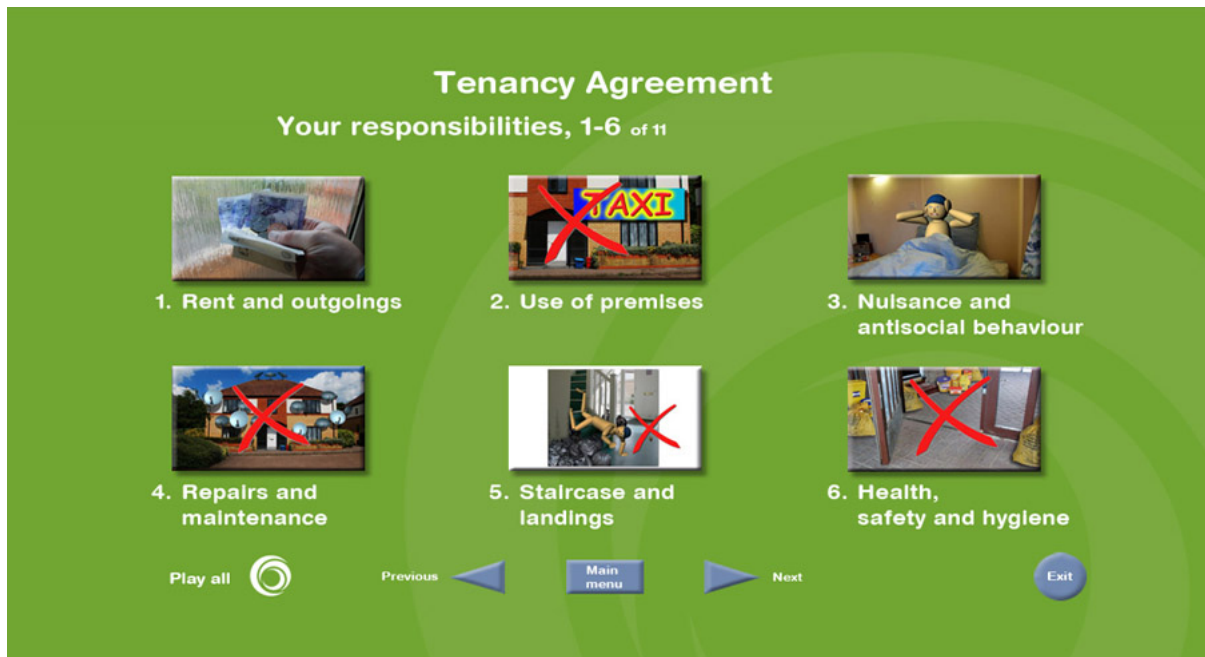 Tenancy Agreement
Your responsibilities, 1-6 of 11
TAXI
1. Rent and outgoings
2. Use of premises
3. Nuisance and
antisocial behaviour
4. Repairs and
maintenance
5. Staircase and
landings
6. Health,
safety and hygiene
Play all
Previous
Main
menu
Next
Exit